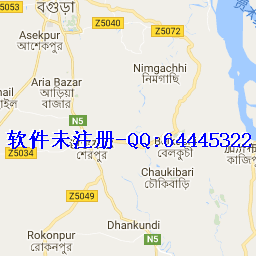 5053
বগুড়া
Z5040
Z5072
Asekpur
আশেকপুর
Nimgachhi
নিমগাছি
Aria Bazar
আড়িয়া
বাজার
N5
软件未注册-QQ:64445322
শেরপুর
বেলকুচী
Z5034
Chaukibari
চৌকিবাড়ি
Z5049
Dhankundi
Rokonpur
রোকনপুর
N5